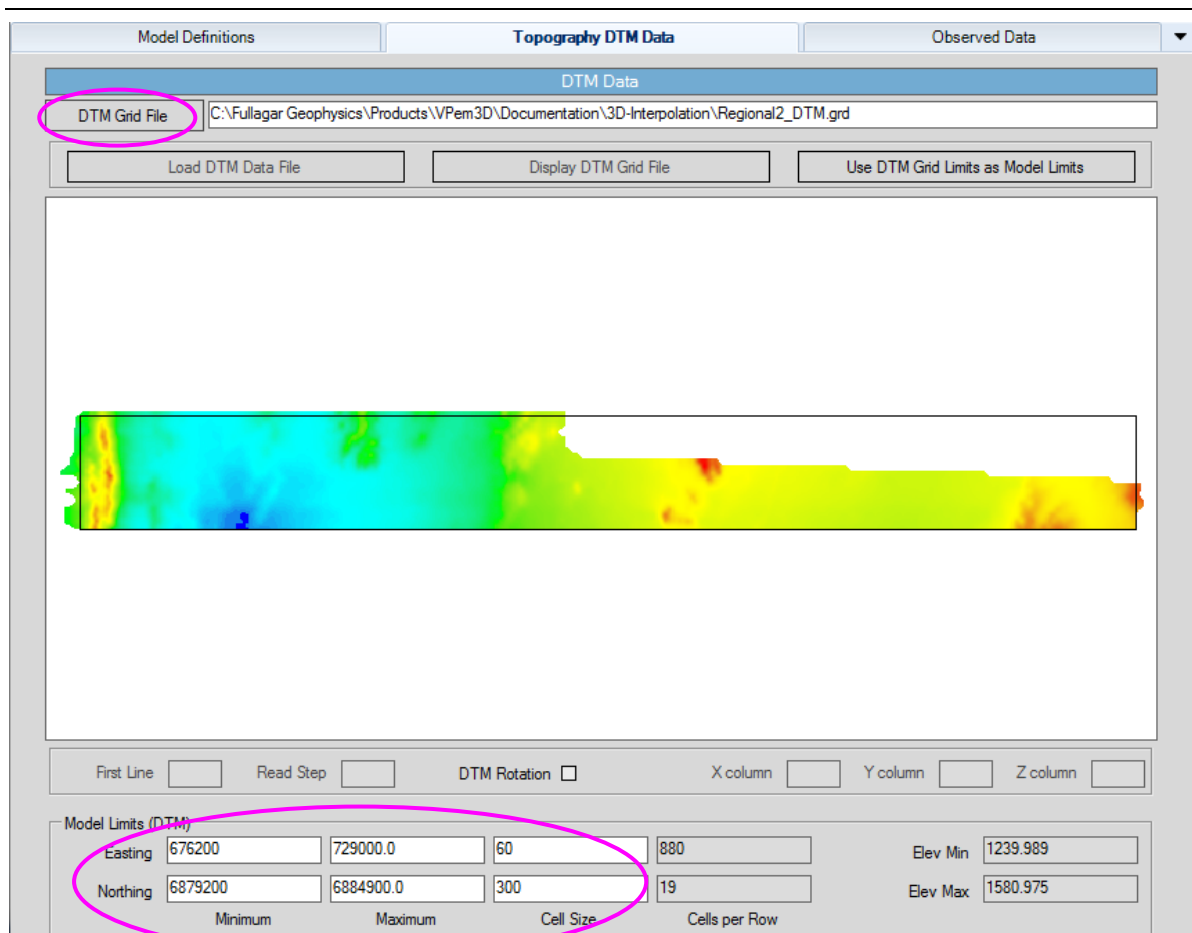 Model Definitions Topography DTM Data Observed Data
DTM Data
DTM Grid File C:\Fullagar Geophysics\Products\VPem3D\Documentation\3D-Interpolation\Regional2_DTM.grd
Load DTM Data File Display DTM Grid File Use DTM Grid Limits as Model Limits
First Line Read Step DTM Rotation X column Y column Z column
Model Limits (DTM)
Easting 676200 729000.0 60 880 Elev Min 1239.989
Northing 6879200 6884900.0 300 19 Elev Max 1580.975
Minimum Maximum Cell Size Cells per Row